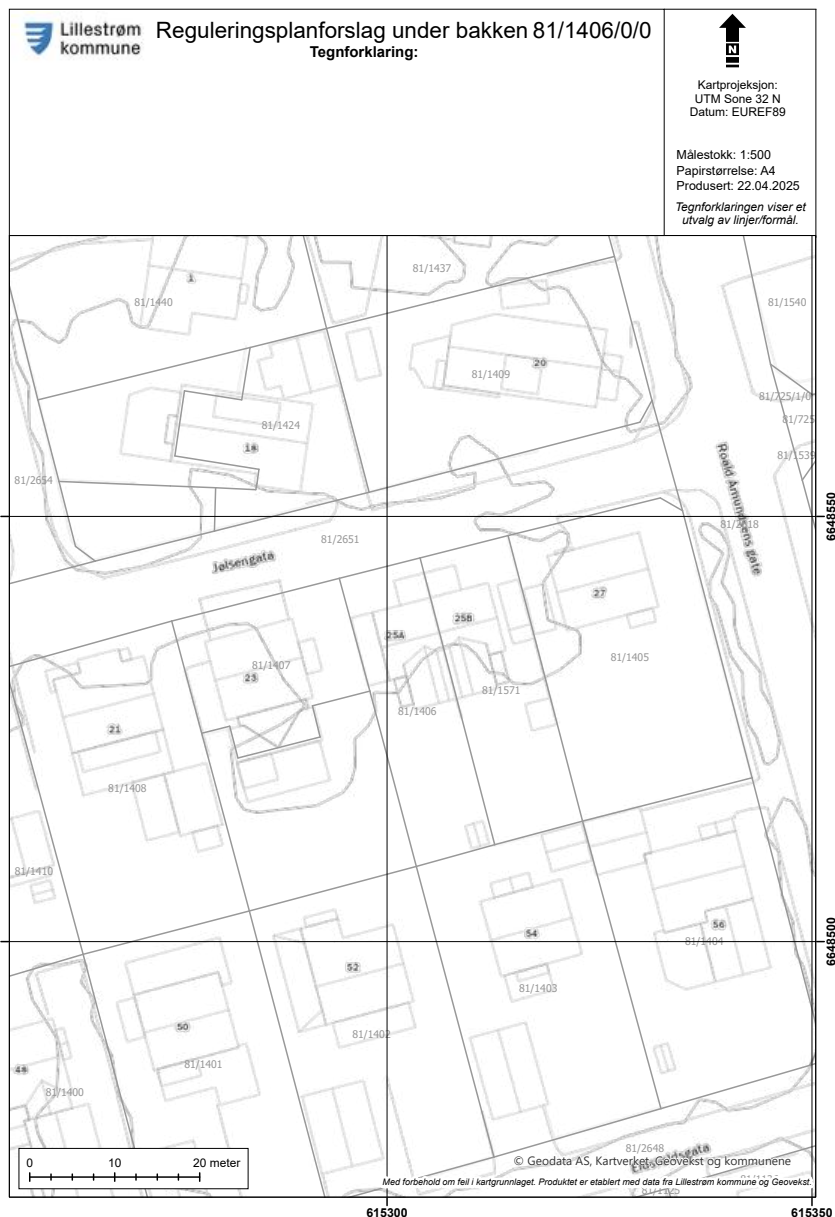 Lillestrøm
kommune
Reguleringsplanforslag under bakken 81/1406/0/0
Tegnforklaring:
N
Kartprojeksjon:
UTM Sone 32 N
Datum: EUREF89
Målestokk: 1:500
Papirstørrelse: A4
Produsert: 22.04.2025
Tegnforklaringen viser et
utvalg av linjer/formål.
81/1437
1
81/1440
81/1540
20
81/1409
81/725/1/0
81/725
81/1424
18
81/1539
81/2654
Roald Amundsens gate
6648550
81/2651
Jølsengata
27
25B
25A
81/1405
81/1407
23
81/1571
81/1406
21
81/1408
81/1410
56
54
81/1404
6648500
52
81/1403
50
81/1402
81/1401
48
81/1400
81/2648
0 10 20 meter
© Geodata AS, Kartverket, Geovekst og kommunene
Med forbehold om feil i kartgrunnlaget. Produktet er etablert med data fra Lillestrøm kommune og Geovekst.
615300
615350